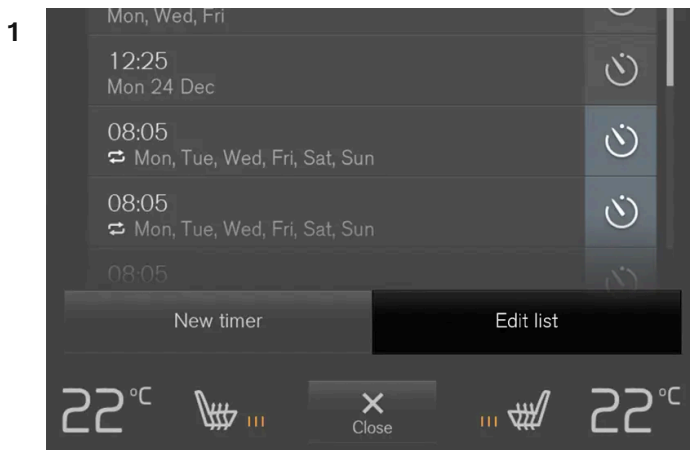 1
Mon, Wed, Fri
12:25
Mon 24 Dec
08:05
Mon, Tue, Wed, Fri, Sat, Sun
08:05
Mon, Tue, Wed, Fri, Sat, Sun
08:05
New timer
Edit list
22 °C
Close
22 °C